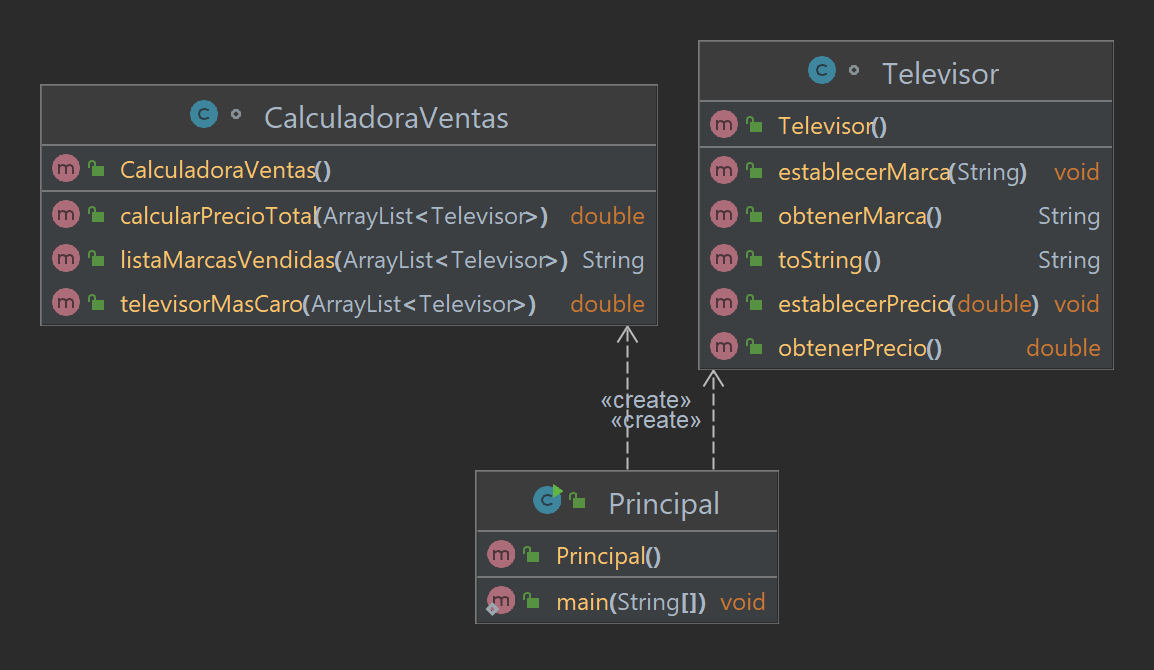 CalculadoraVentas
CalculadoraVentas()
calcularPrecioTotal(ArrayList<Televisor>) double
listaMarcasVendidas(ArrayList<Televisor>) String
televisorMasCaro(ArrayList<Televisor>) double
Televisor
Televisor()
establecerMarca(String) void
obtenerMarca() String
toString() String
establecerPrecio(double) void
obtenerPrecio() double
«create»
«create»
Principal
Principal()
main(String[]) void